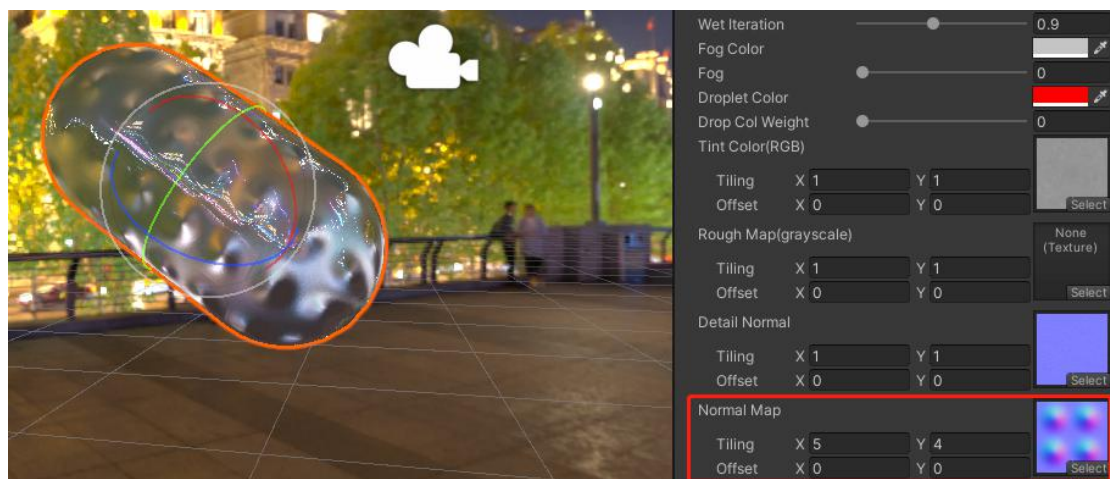 Wet Iteration 0.9
Fog Color
Fog 0
Droplet Color
Drop Col Weight 0
Tint Color(RGB)
Tiling X 1 Y 1
Offset X 0 Y 0
Select
Rough Map(grayscale)
None
(Texture)
Tiling X 1 Y 1
Offset X 0 Y 0
Select
Detail Normal
Tiling X 1 Y 1
Offset X 0 Y 0
Select
Normal Map
Tiling X 5 Y 4
Offset X 0 Y 0
Select